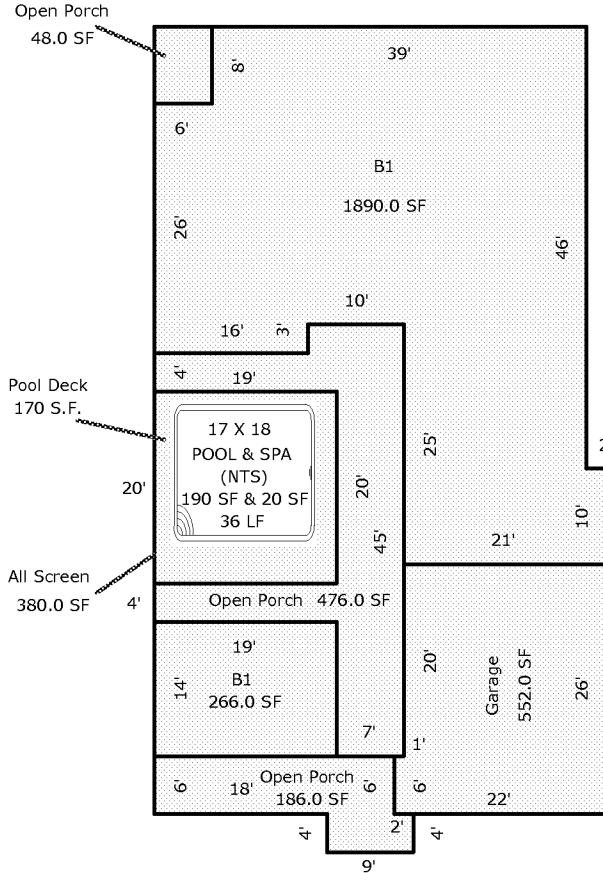 Open Porch
48.0 SF
8'
39'
6'
B1
1890.0 SF
26'
46'
10'
16'
3'
4'
19'
Pool Deck
170 S.F.
17 X 18
POOL & SPA
(NTS)
190 SF & 20 SF
36 LF
25'
20'
20'
10'
45'
21'
All Screen
380.0 SF
4'
Open Porch 476.0 SF
19'
B1
266.0 SF
14'
20'
Garage
552.0 SF
26'
7'
1'
Open Porch
186.0 SF
6'
18'
6'
6'
22'
4'
2'
4'
9'